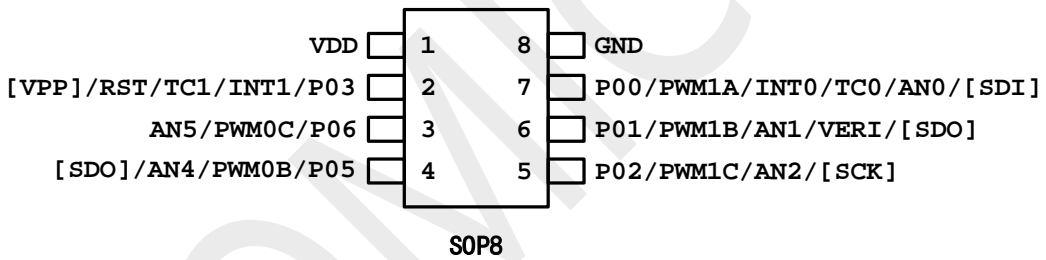 VDD 1 8 GND
[VPP]/RST/TC1/INT1/P03 2 7 P00/PWM1A/INT0/TC0/AN0/[SDI]
AN5/PWM0C/P06 3 6 P01/PWM1B/AN1/VERI/[SDO]
[SDO]/AN4/PWM0B/P05 4 5 P02/PWM1C/AN2/[SCK]
SOP8